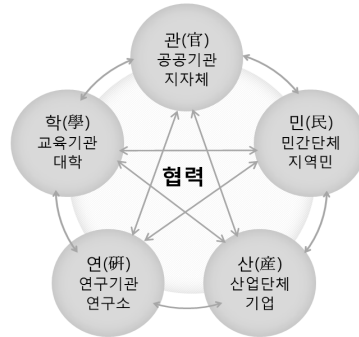 관(官)
공공기관
지자체
학(學)
교육기관
대학
민(民)
민간단체
지역민
협력
연(硏)
연구기관
연구소
산(産)
산업단체
기업